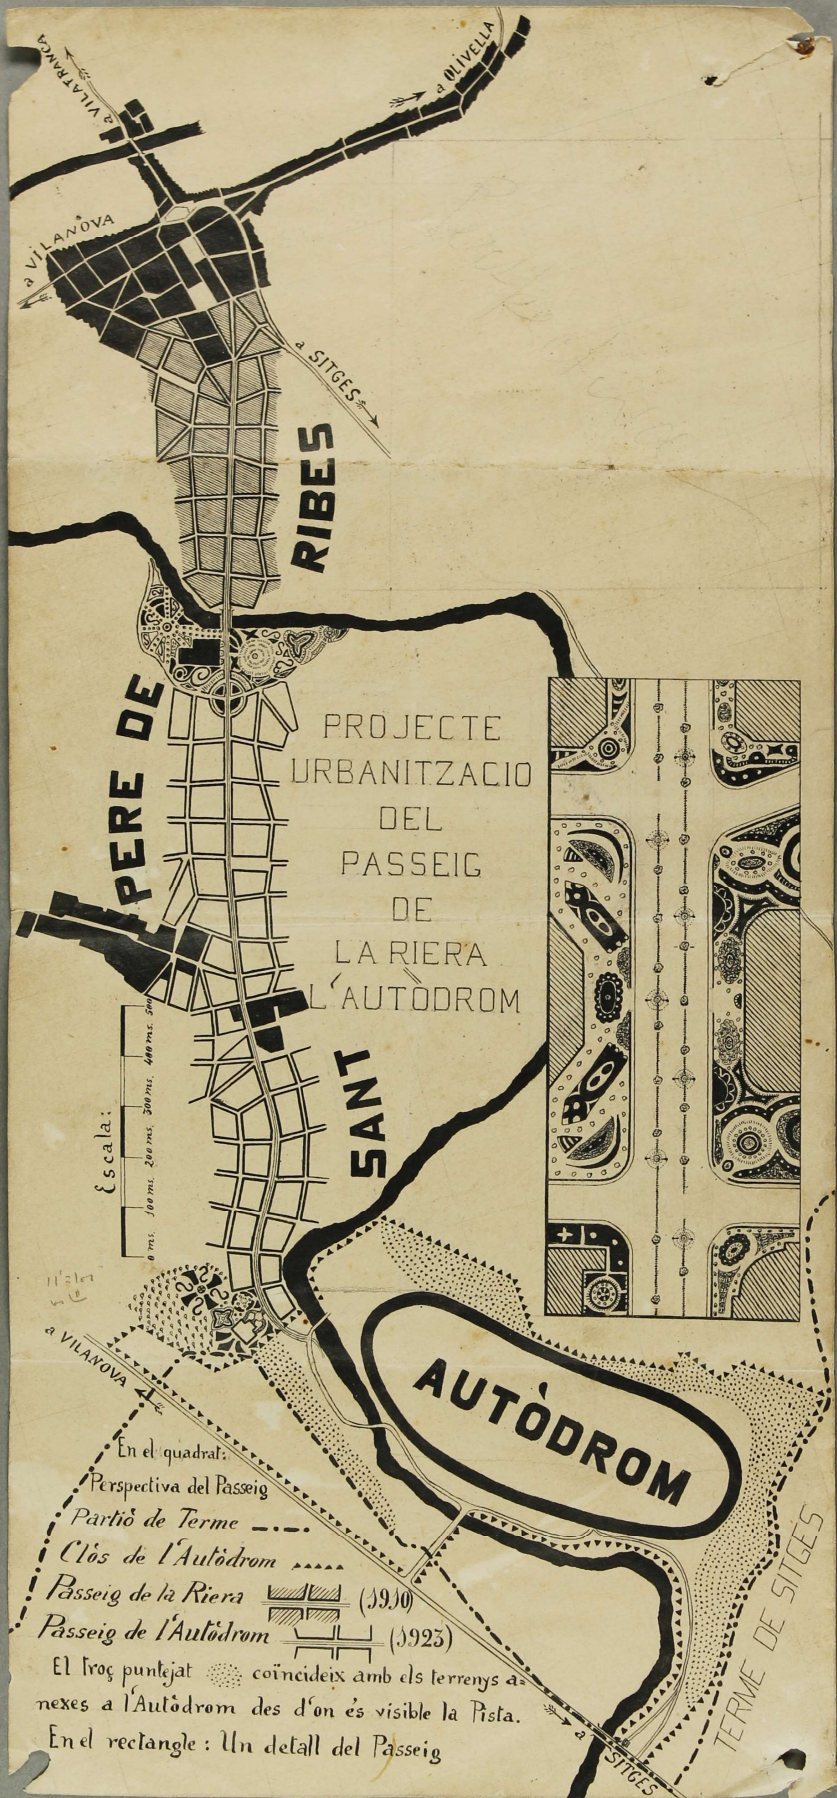 a VILAFRANCA
a OLIVELLA
a VILANOVA
a SITGES
SANT PERE DE RIBES
PROJECTE
URBANITZACIO
DEL
PASSEIG
DE
LA RIERA
L'AUTÒDROM
Escala:
0 ms. 100 ms. 200 ms. 300 ms. 400 ms. 500
AUTÒDROM
a VILANOVA
En el quadrat:
Perspectiva del Passeig
Partió de Terme
Clòs de l'Autòdrom
Passeig de la Riera (1910)
Passeig de l'Autòdrom (1923)
El troç puntejat coïncideix amb els terrenys a=
nexes a l'Autòdrom des d'on és visible la Pista.
En el rectangle: Un detall del Passeig
a SITGES
TERME DE SITGES